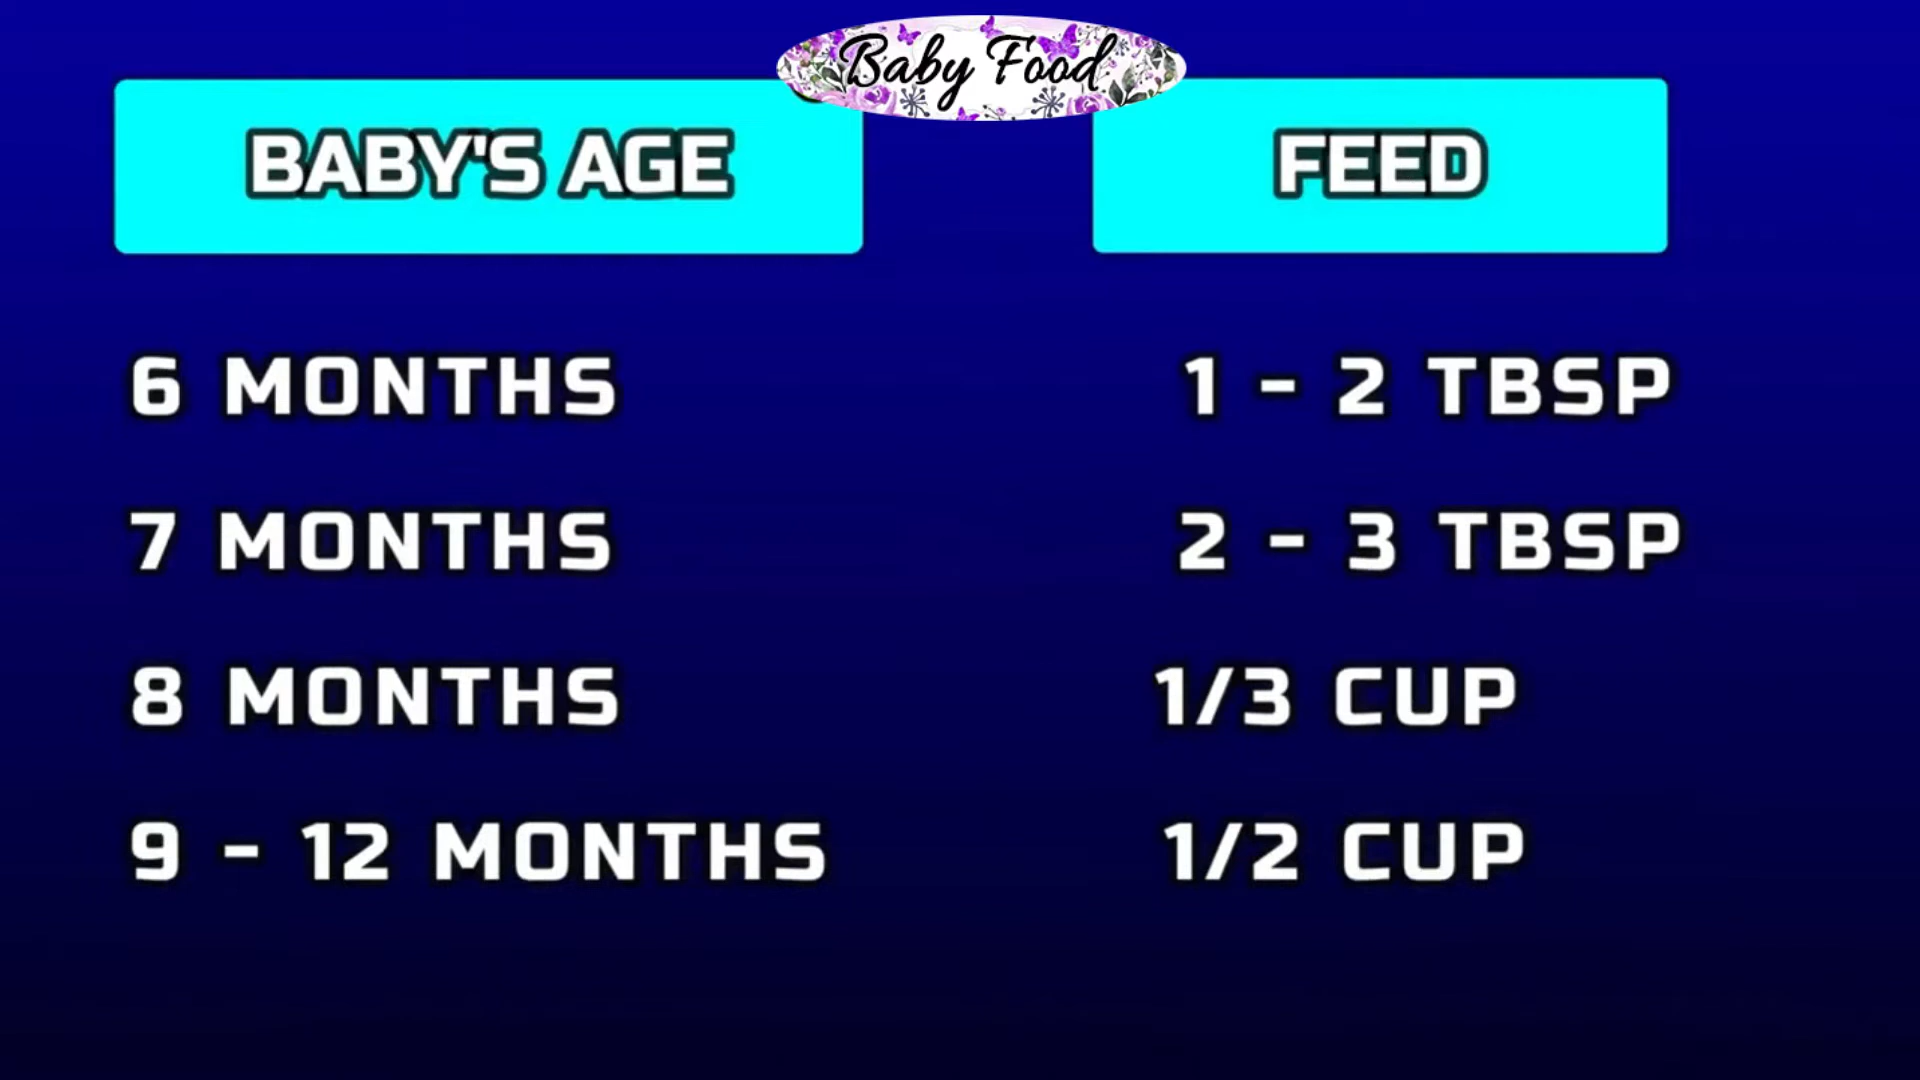 Baby Food
BABY'S AGE FEED
6 MONTHS 1 - 2 TBSP
7 MONTHS 2 - 3 TBSP
8 MONTHS 1/3 CUP
9 - 12 MONTHS 1/2 CUP